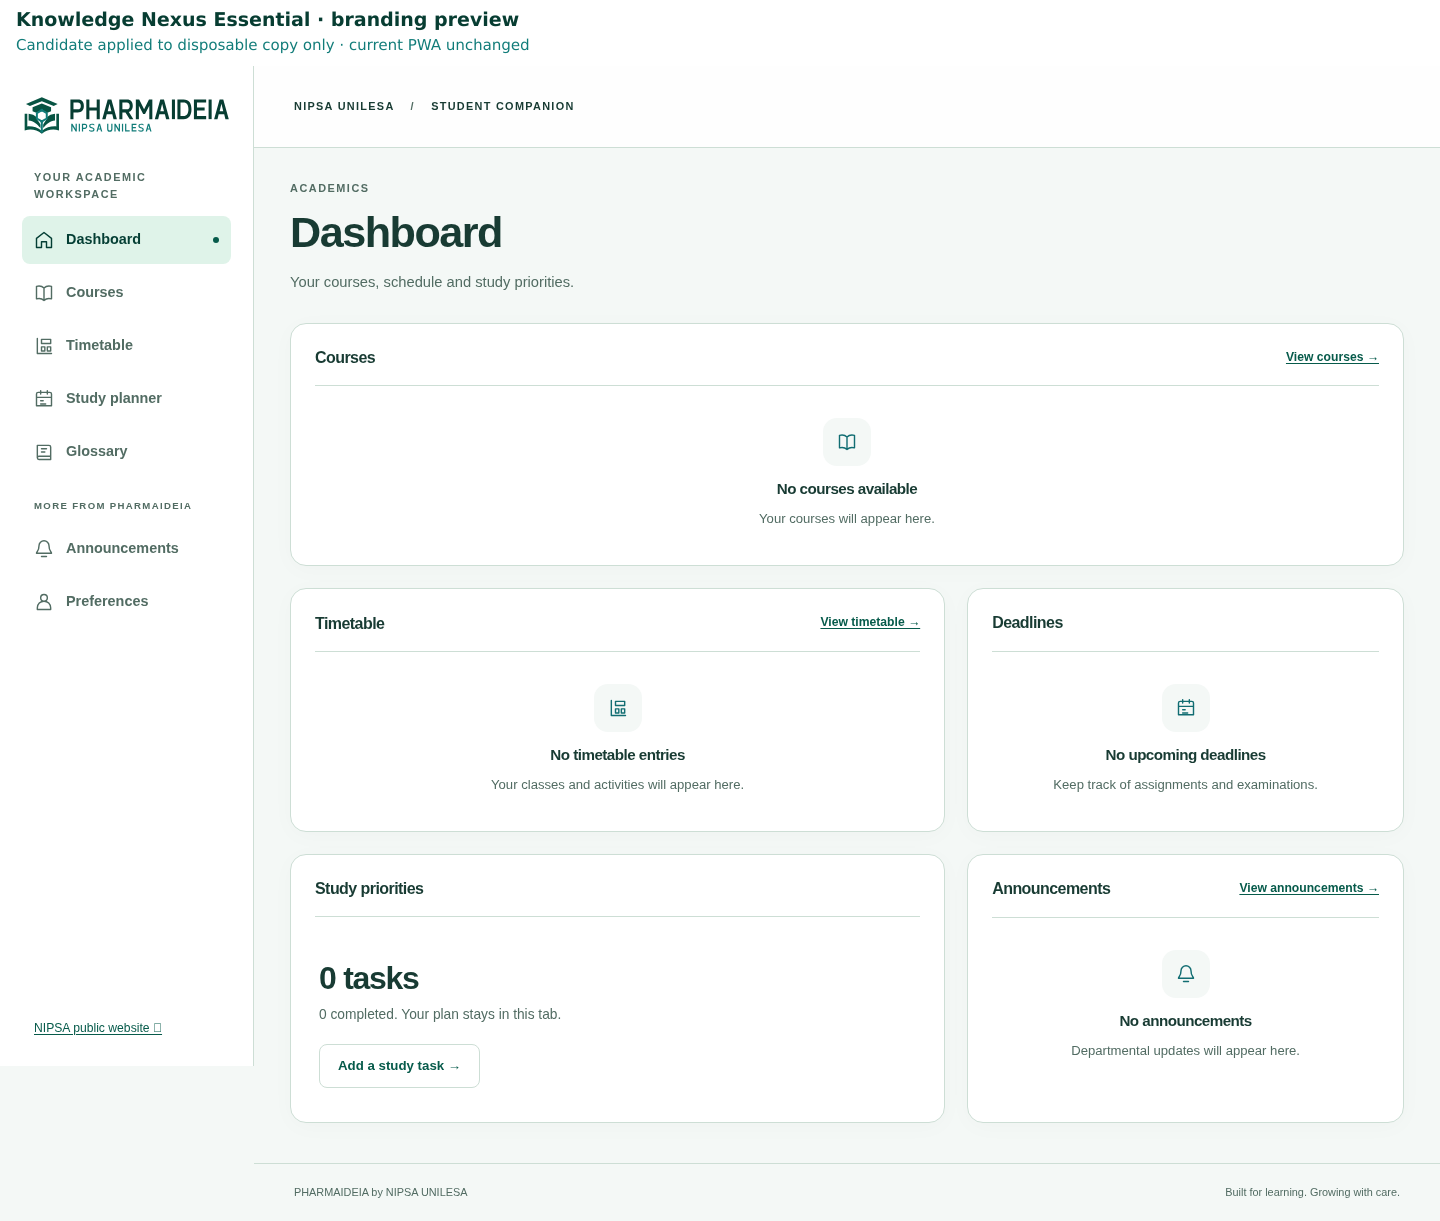 Knowledge Nexus Essential · branding preview
Candidate applied to disposable copy only · current PWA unchanged
PHARMAIDEIA
NIPSA UNILESA
NIPSA UNILESA / STUDENT COMPANION
YOUR ACADEMIC
WORKSPACE
Dashboard
Courses
Timetable
Study planner
Glossary
MORE FROM PHARMAIDEIA
Announcements
Preferences
NIPSA public website
ACADEMICS
Dashboard
Your courses, schedule and study priorities.
Courses
View courses →
No courses available
Your courses will appear here.
Timetable
View timetable →
No timetable entries
Your classes and activities will appear here.
Deadlines
No upcoming deadlines
Keep track of assignments and examinations.
Study priorities
0 tasks
0 completed. Your plan stays in this tab.
Add a study task →
Announcements
View announcements →
No announcements
Departmental updates will appear here.
PHARMAIDEIA by NIPSA UNILESA
Built for learning. Growing with care.